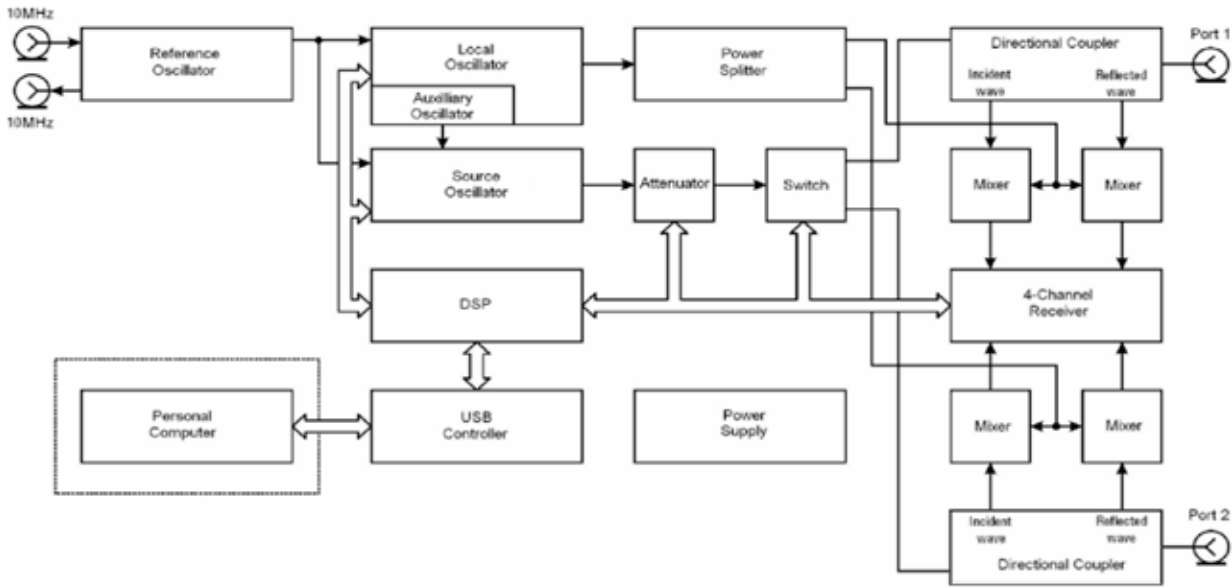 10MHz
10MHz
Reference
Oscillator
Local
Oscillator
Auxilliary
Oscillator
Power
Splitter
Directional Coupler
Incident
wave
Reflected
wave
Port 1
Source
Oscillator
Attenuator
Switch
Mixer
Mixer
DSP
4-Channel
Receiver
Personal
Computer
USB
Controller
Power
Supply
Mixer
Mixer
Incident
wave
Reflected
wave
Directional Coupler
Port 2